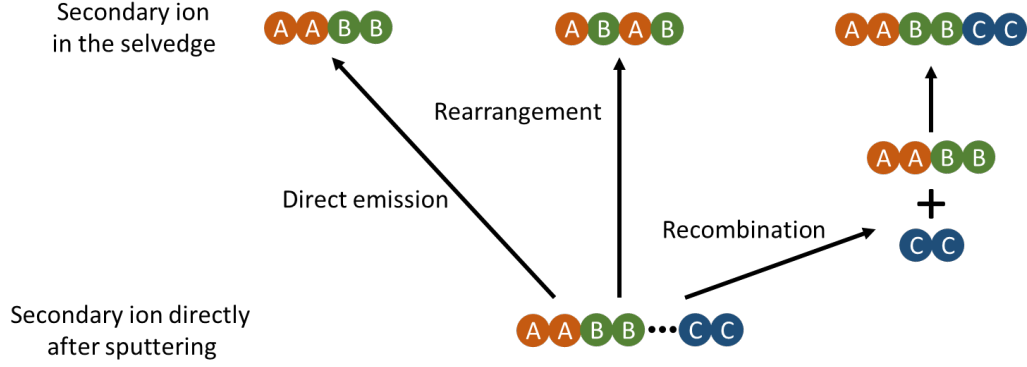 Secondary ion
in the selvedge
A A B B
A B A B
A A B B C C
Rearrangement
A A B B
+
Direct emission
Recombination
C C
Secondary ion directly
after sputtering
A A B B ••• C C